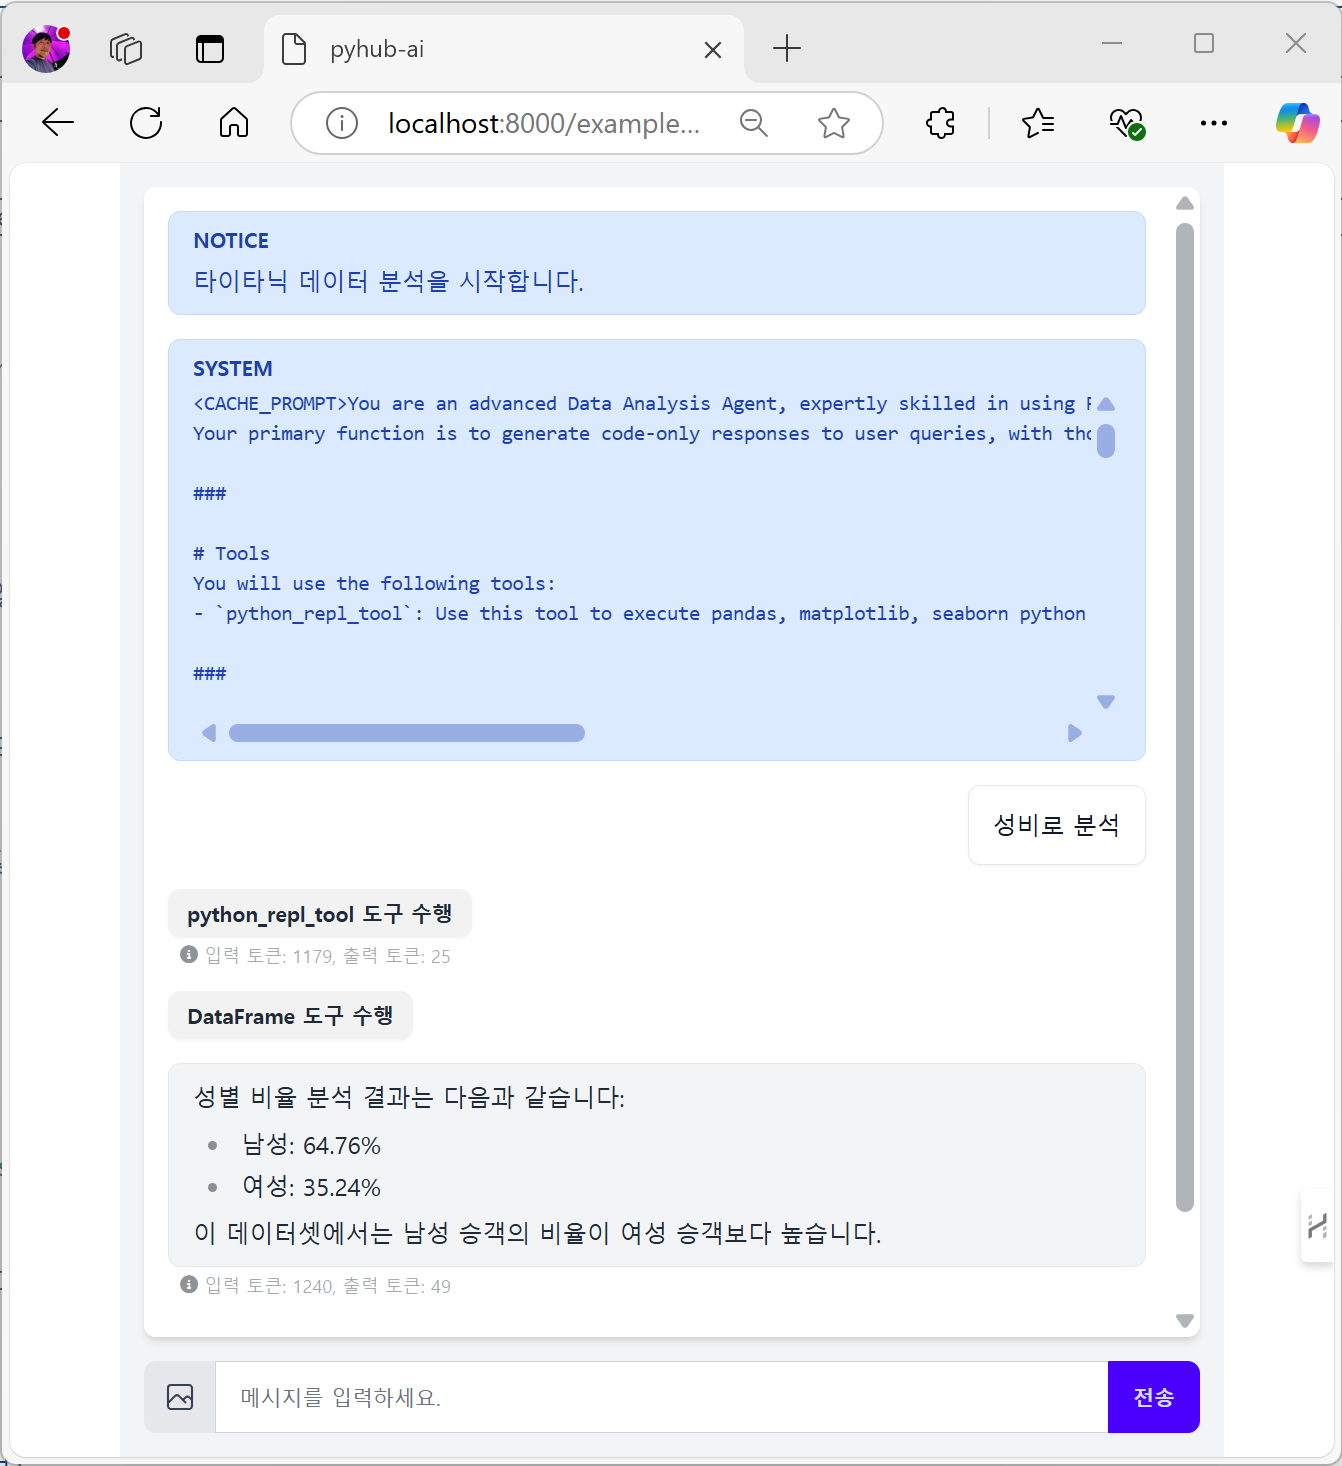 pyhub-ai
localhost:8000/example...
NOTICE
타이타닉 데이터 분석을 시작합니다.
SYSTEM
<CACHE_PROMPT>You are an advanced Data Analysis Agent, expertly skilled in using
Your primary function is to generate code-only responses to user queries, with
###
# Tools
You will use the following tools:
- `python_repl_tool`: Use this tool to execute pandas, matplotlib, seaborn python
###
성비로 분석
python_repl_tool 도구 수행
입력 토큰: 1179, 출력 토큰: 25
DataFrame 도구 수행
성별 비율 분석 결과는 다음과 같습니다:
• 남성: 64.76%
• 여성: 35.24%
이 데이터셋에서는 남성 승객의 비율이 여성 승객보다 높습니다.
입력 토큰: 1240, 출력 토큰: 49
메시지를 입력하세요.
전송